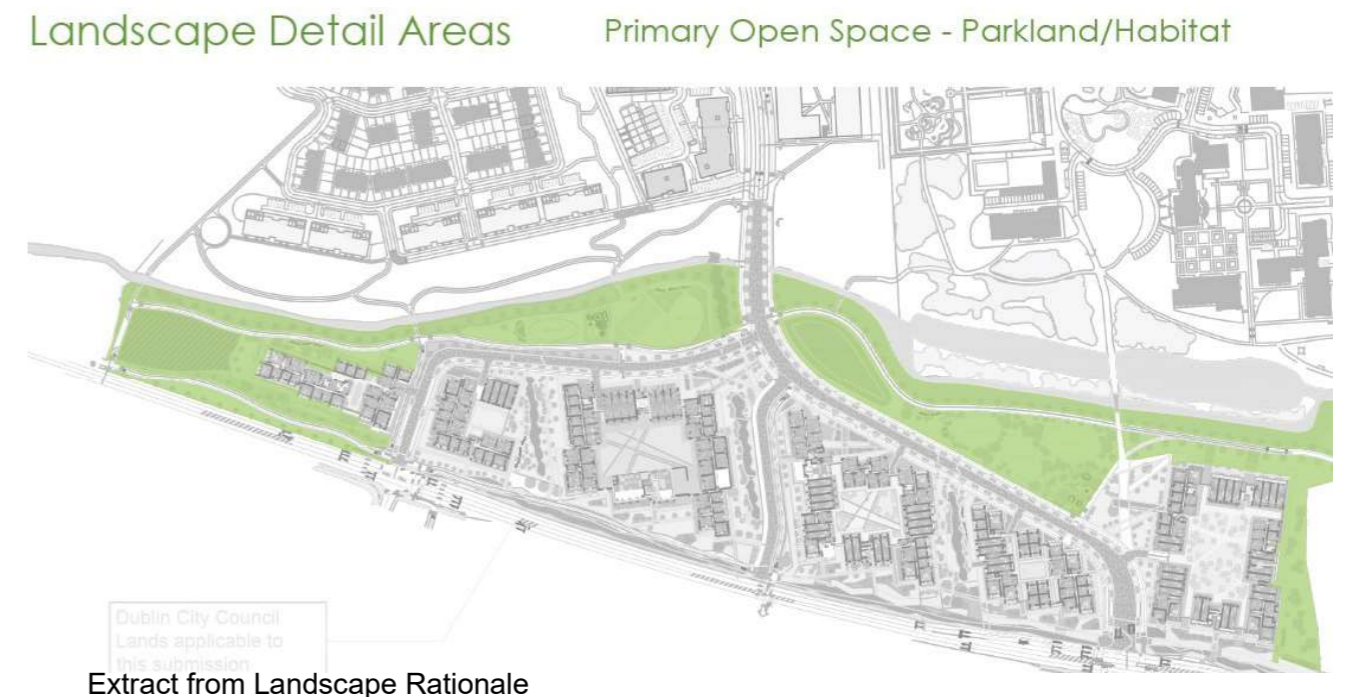 Landscape Detail Areas
Primary Open Space - Parkland/Habitat
Dublin City Council
Lands applicable to
this submission
Extract from Landscape Rationale